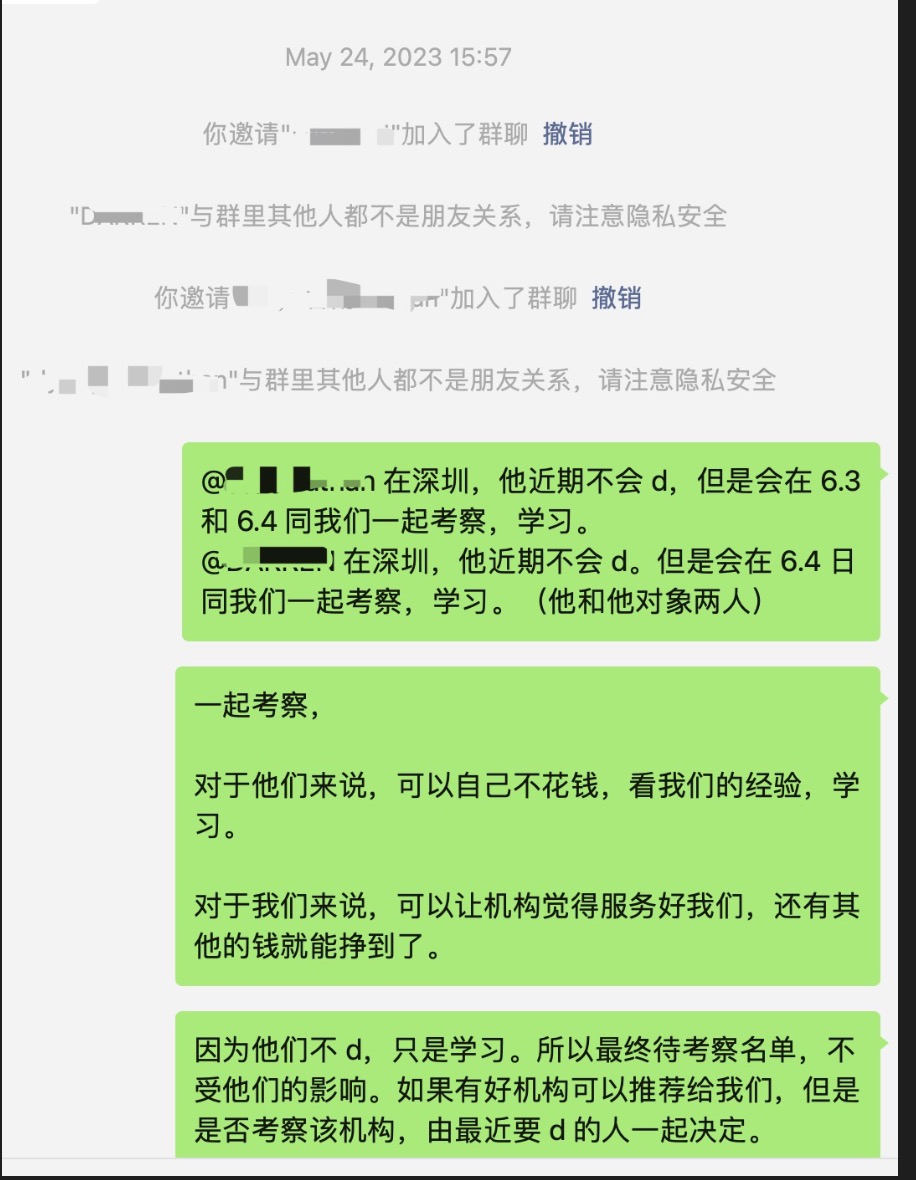 May 24, 2023 15:57
你邀请" "加入了群聊 撤销
" "与群里其他人都不是朋友关系，请注意隐私安全
你邀请 "加入了群聊 撤销
" "与群里其他人都不是朋友关系，请注意隐私安全
@ 在深圳，他近期不会 d，但是会在 6.3
和 6.4 同我们一起考察，学习。
@ 在深圳，他近期不会 d。但是会在 6.4 日
同我们一起考察，学习。（他和他对象两人）
一起考察，
对于他们来说，可以自己不花钱，看我们的经验，学
习。
对于我们来说，可以让机构觉得服务好我们，还有其
他的钱就能挣到了。
因为他们不 d，只是学习。所以最终待考察名单，不
受他们的影响。如果有好机构可以推荐给我们，但是
是否考察该机构，由最近要 d 的人一起决定。